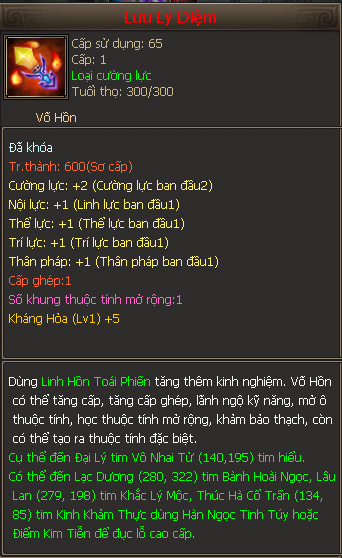 Lưu Ly Diệm
Cấp sử dụng: 65
Cấp: 1
Loại cường lực
Tuổi thọ: 300/300
Võ Hồn
Đã khóa
Tr.thành: 600(Sơ cấp)
Cường lực: +2 (Cường lực ban đầu2)
Nội lực: +1 (Linh lực ban đầu1)
Thể lực: +1 (Thể lực ban đầu1)
Trí lực: +1 (Trí lực ban đầu1)
Thân pháp: +1 (Thân pháp ban đầu1)
Cấp ghép:1
Số khung thuộc tính mở rộng:1
Kháng Hỏa (Lv1) +5
Dùng Linh Hồn Toái Phiến tăng thêm kinh nghiệm. Võ Hồn
có thể tăng cấp, tăng cấp ghép, lãnh ngộ kỹ năng, mở ô
thuộc tính, học thuộc tính mở rộng, khảm bảo thạch, còn
có thể tạo ra thuộc tính đặc biệt.
Cụ thể đến Đại Lý tìm Vô Nhai Tử (140,195) tìm hiểu.
Có thể đến Lạc Dương (280, 322) tìm Bành Hoài Ngọc, Lâu
Lan (279, 198) tìm Khắc Lý Mộc, Thúc Hà Cổ Trấn (134,
85) tìm Kim Khảm Thực dùng Hàn Ngọc Tinh Túy hoặc
Điểm Kim Tiễn để đục lỗ cao cấp.